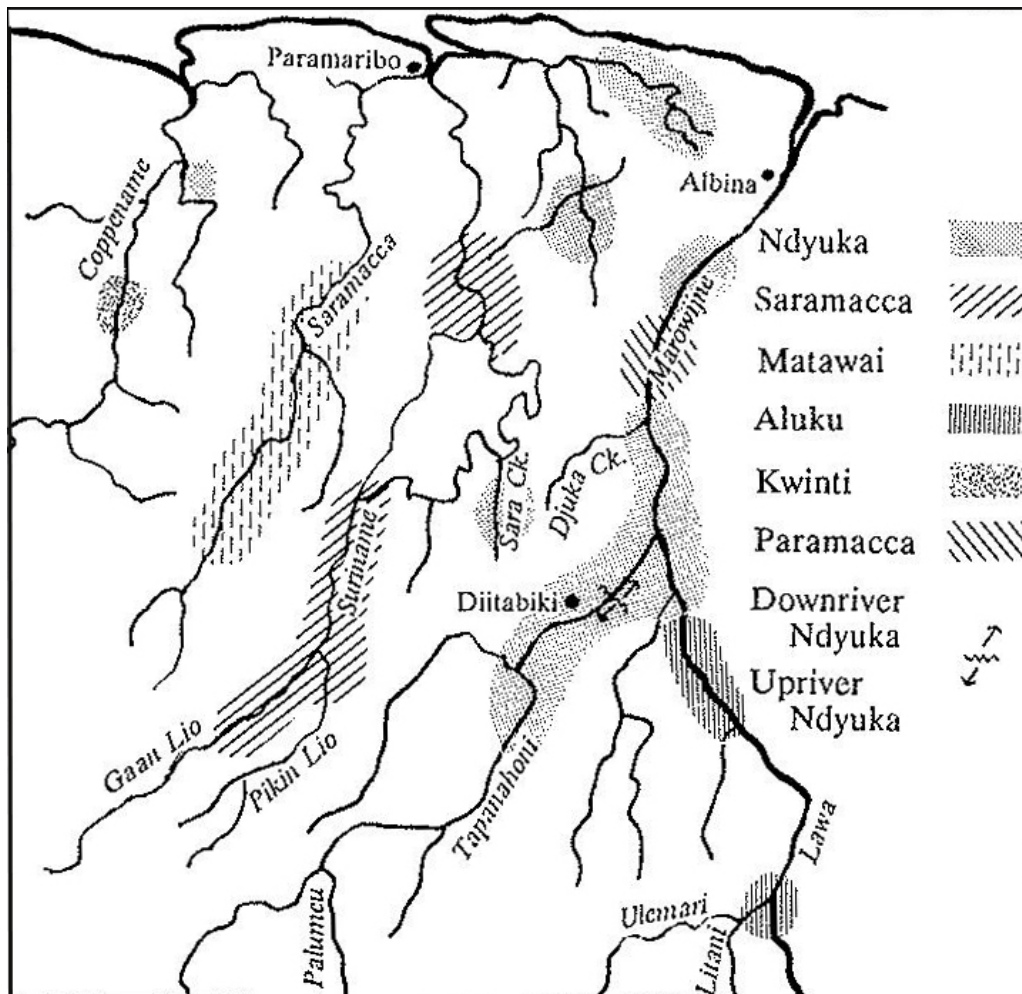 Paramaribo
Albina
Coppename
Saramacca
Marowijne
Ndyuka
Saramacca
Matawai
Aluku
Kwinti
Paramacca
Downriver
Ndyuka
Upriver
Ndyuka
Djuka Ck.
Sara Ck.
Suriname
Diitabiki
Gaan Lio
Pikin Lio
Tapanahoni
Lawa
Ulemari
Litani
Palumeu